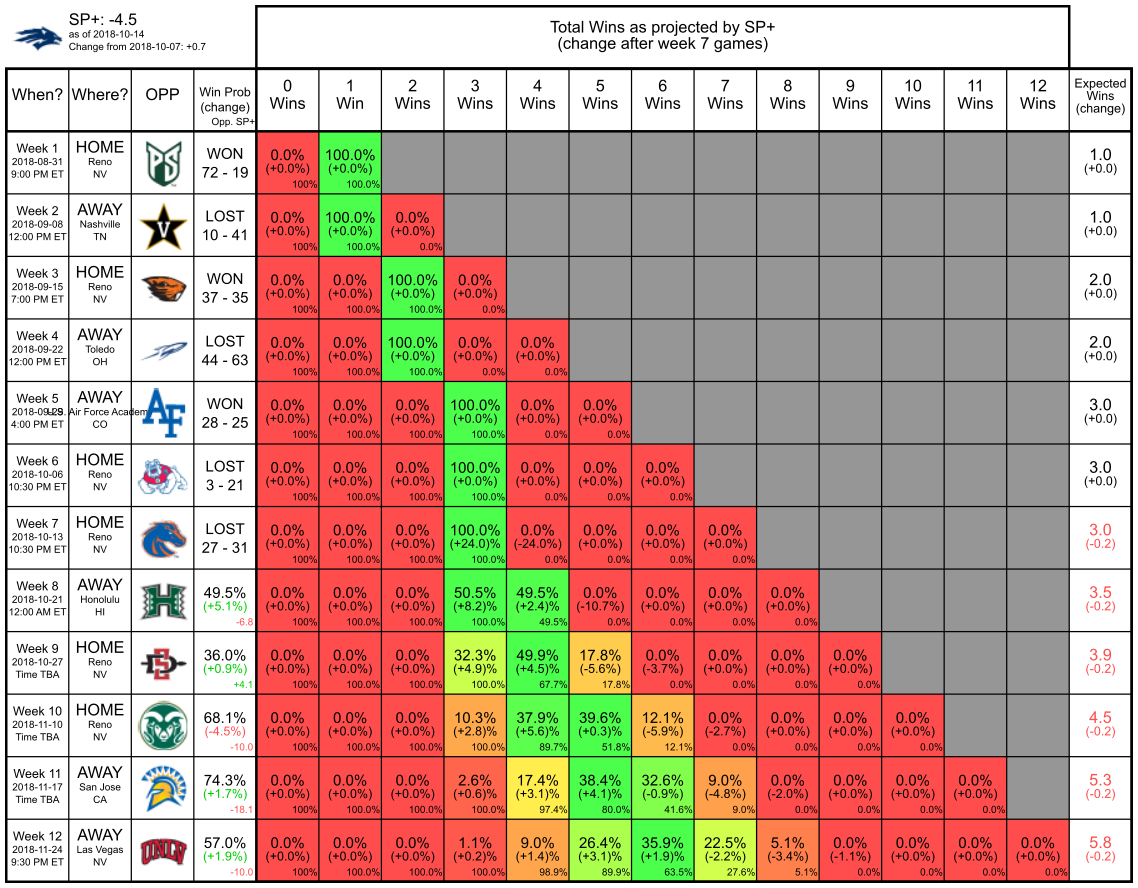 SP+: -4.5
as of 2018-10-14
Change from 2018-10-07: +0.7
Total Wins as projected by SP+
(change after week 7 games)
When? Where? OPP Win Prob (change) Opp. SP+ 0 Wins 1 Win 2 Wins 3 Wins 4 Wins 5 Wins 6 Wins 7 Wins 8 Wins 9 Wins 10 Wins 11 Wins 12 Wins Expected Wins (change)
Week 1 HOME PS WON 0.0% 100.0% 1.0
2018-08-31 Reno (+0.0%) (+0.0%) (+0.0)
9:00 PM ET NV 72 - 19 100% 100.0%
Week 2 AWAY V LOST 0.0% 100.0% 0.0% 1.0
2018-09-08 Nashville (+0.0%) (+0.0%) (+0.0%) (+0.0)
12:00 PM ET TN 10 - 41 100% 100.0% 0.0%
Week 3 HOME WON 0.0% 0.0% 100.0% 0.0% 2.0
2018-09-15 Reno (+0.0%) (+0.0%) (+0.0%) (+0.0%) (+0.0)
7:00 PM ET NV 37 - 35 100% 100.0% 100.0% 0.0%
Week 4 AWAY LOST 0.0% 0.0% 100.0% 0.0% 0.0% 2.0
2018-09-22 Toledo (+0.0%) (+0.0%) (+0.0%) (+0.0%) (+0.0%) (+0.0)
12:00 PM ET OH 44 - 63 100% 100.0% 100.0% 0.0% 0.0%
Week 5 AWAY AF WON 0.0% 0.0% 0.0% 100.0% 0.0% 0.0% 3.0
2018-09-29 U.S. Air Force Academy (+0.0%) (+0.0%) (+0.0%) (+0.0%) (+0.0%) (+0.0%) (+0.0)
4:00 PM ET CO 28 - 25 100% 100.0% 100.0% 100.0% 0.0% 0.0%
Week 6 HOME LOST 0.0% 0.0% 0.0% 100.0% 0.0% 0.0% 0.0% 3.0
2018-10-06 Reno (+0.0%) (+0.0%) (+0.0%) (+0.0%) (+0.0%) (+0.0%) (+0.0%) (+0.0)
10:30 PM ET NV 3 - 21 100% 100.0% 100.0% 100.0% 0.0% 0.0% 0.0%
Week 7 HOME LOST 0.0% 0.0% 0.0% 100.0% 0.0% 0.0% 0.0% 0.0% 3.0
2018-10-13 Reno (+0.0%) (+0.0%) (+0.0%) (+24.0)% (-24.0%) (+0.0%) (+0.0%) (+0.0%) (-0.2)
10:30 PM ET NV 27 - 31 100% 100.0% 100.0% 100.0% 0.0% 0.0% 0.0% 0.0%
Week 8 AWAY H 49.5% 0.0% 0.0% 0.0% 50.5% 49.5% 0.0% 0.0% 0.0% 0.0% 3.5
2018-10-21 Honolulu (+5.1%) (+0.0%) (+0.0%) (+0.0%) (+8.2)% (+2.4)% (-10.7%) (+0.0%) (+0.0%) (+0.0%) (-0.2)
12:00 AM ET HI -6.8 100% 100.0% 100.0% 100.0% 49.5% 0.0% 0.0% 0.0% 0.0%
Week 9 HOME SD 36.0% 0.0% 0.0% 0.0% 32.3% 49.9% 17.8% 0.0% 0.0% 0.0% 0.0% 3.9
2018-10-27 Reno (+0.9%) (+0.0%) (+0.0%) (+0.0%) (+4.9)% (+4.5)% (-5.6%) (-3.7%) (+0.0%) (+0.0%) (+0.0%) (-0.2)
Time TBA NV +4.1 100% 100.0% 100.0% 100.0% 67.7% 17.8% 0.0% 0.0% 0.0% 0.0%
Week 10 HOME 68.1% 0.0% 0.0% 0.0% 10.3% 37.9% 39.6% 12.1% 0.0% 0.0% 0.0% 0.0% 4.5
2018-11-10 Reno (-4.5%) (+0.0%) (+0.0%) (+0.0%) (+2.8)% (+5.6)% (+0.3)% (-5.9%) (-2.7%) (+0.0%) (+0.0%) (+0.0%) (-0.2)
Time TBA NV -10.0 100% 100.0% 100.0% 100.0% 89.7% 51.8% 12.1% 0.0% 0.0% 0.0% 0.0%
Week 11 AWAY 74.3% 0.0% 0.0% 0.0% 2.6% 17.4% 38.4% 32.6% 9.0% 0.0% 0.0% 0.0% 0.0% 5.3
2018-11-17 San Jose (+1.7%) (+0.0%) (+0.0%) (+0.0%) (+0.6)% (+3.1)% (+4.1)% (-0.9%) (-4.8%) (-2.0%) (+0.0%) (+0.0%) (+0.0%) (-0.2)
Time TBA CA -18.1 100% 100.0% 100.0% 100.0% 97.4% 80.0% 41.6% 9.0% 0.0% 0.0% 0.0% 0.0%
Week 12 AWAY UNLV 57.0% 0.0% 0.0% 0.0% 1.1% 9.0% 26.4% 35.9% 22.5% 5.1% 0.0% 0.0% 0.0% 0.0% 5.8
2018-11-24 Las Vegas (+1.9%) (+0.0%) (+0.0%) (+0.0%) (+0.2)% (+1.4)% (+3.1)% (+1.9)% (-2.2%) (-3.4%) (-1.1%) (+0.0%) (+0.0%) (+0.0%) (-0.2)
9:30 PM ET NV -10.0 100% 100.0% 100.0% 100.0% 98.9% 89.9% 63.5% 27.6% 5.1% 0.0% 0.0% 0.0% 0.0%